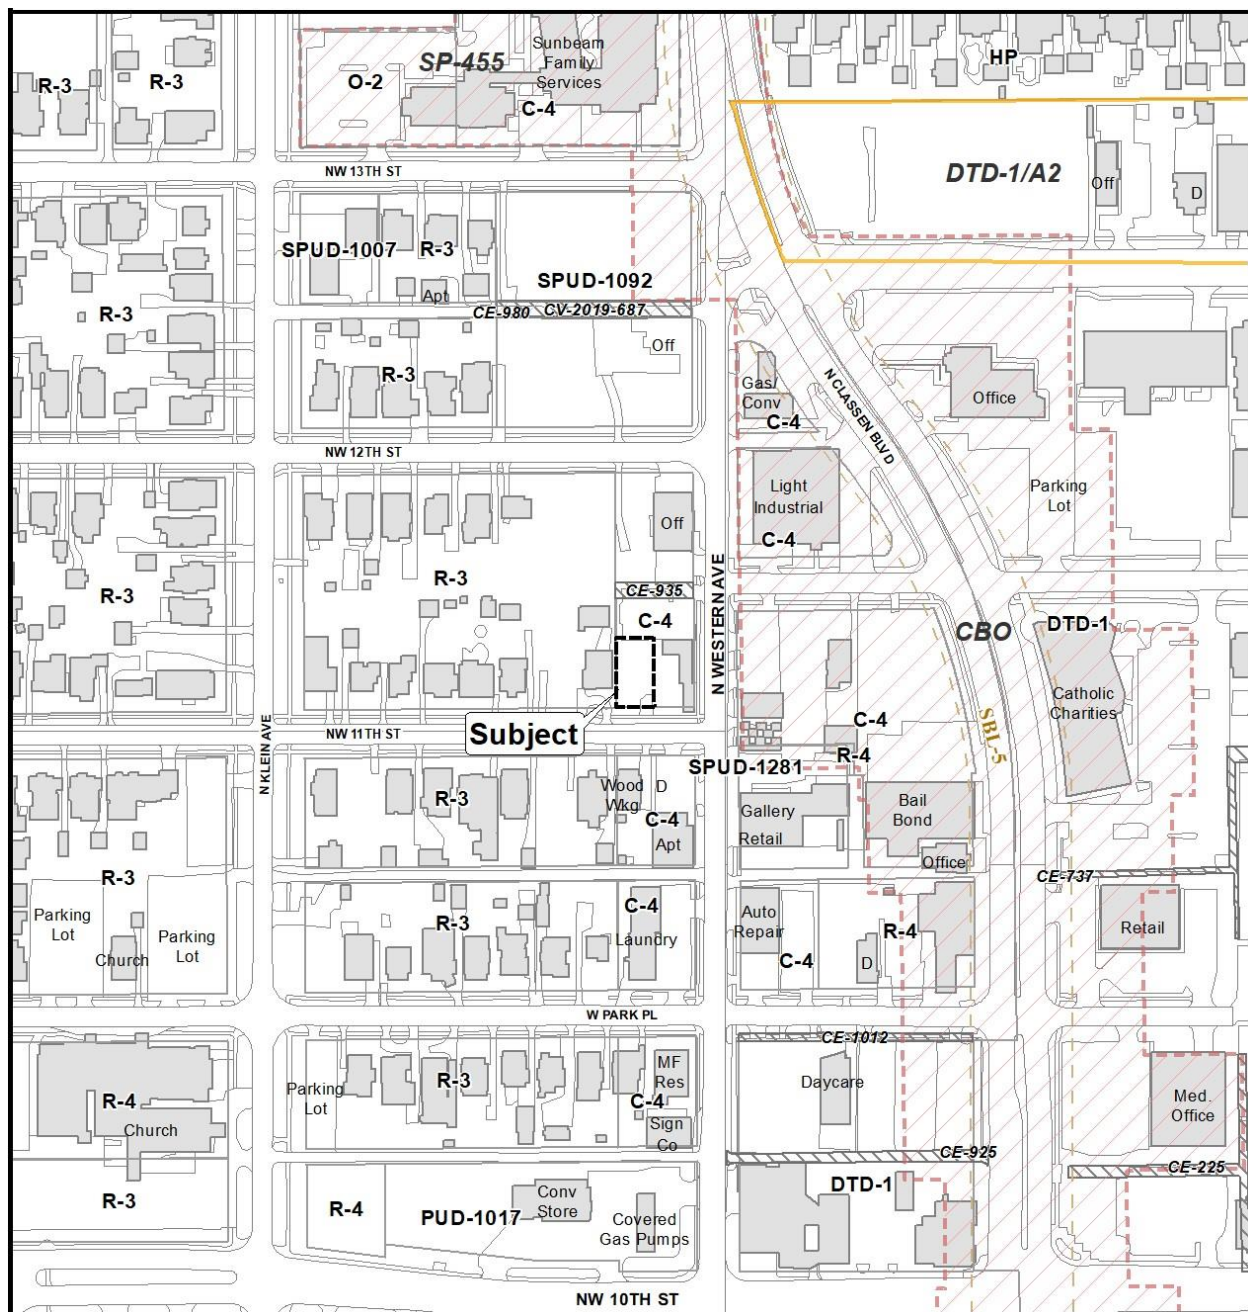 HP
SP-455
Sunbeam
Family
Services
R-3
R-3
O-2
C-4
NW 13TH ST
DTD-1/A2
Off
D
SPUD-1007
R-3
SPUD-1092
Apt
CE-980
CV-2019-687
R-3
R-3
Off
Gas/
Conv
C-4
N CLASSEN BLVD
Office
NW 12TH ST
Light
Industrial
C-4
Parking
Lot
Off
R-3
R-3
CE-935
C-4
N WESTERN AVE
CBO
DTD-1
Catholic
Charities
SBL-5
Subject
N KLEIN AVE
NW 11TH ST
C-4
R-4
SPUD-1281
R-3
Wood
Wkg
D
C-4
Apt
Gallery
Retail
Bail
Bond
Office
CE-737
R-3
Parking
Lot
Church
Parking
Lot
R-3
C-4
Laundry
Auto
Repair
C-4
R-4
D
Retail
W PARK PL
CE-1012
Parking
Lot
R-3
MF
Res
C-4
Sign
Co
Daycare
Med.
Office
R-4
Church
CE-925
CE-225
R-3
R-4
PUD-1017
Conv
Store
Covered
Gas Pumps
DTD-1
NW 10TH ST